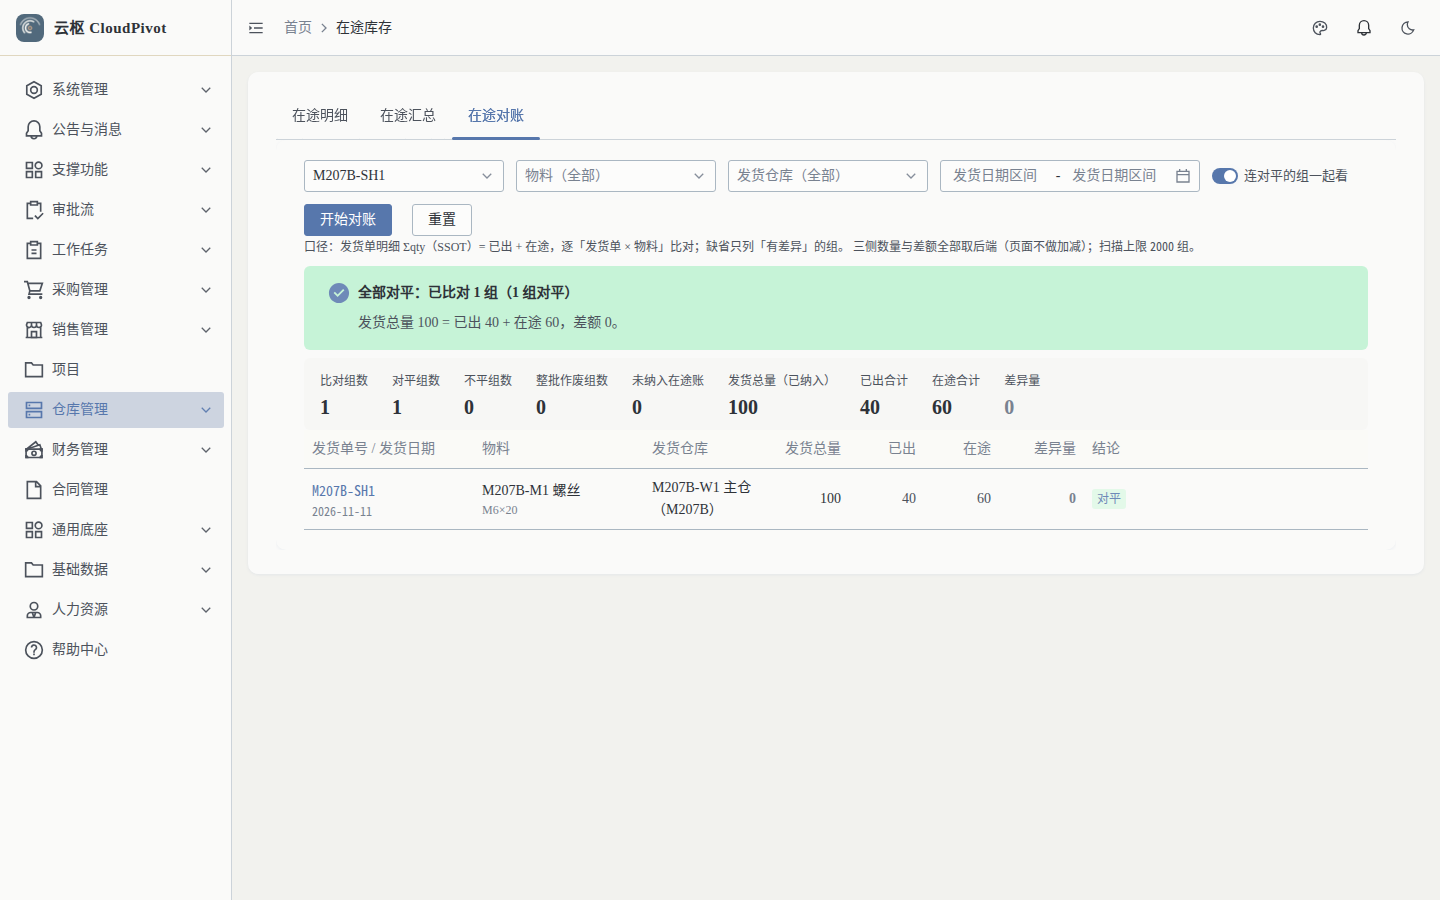 云枢 CloudPivot
首页 > 在途库存
系统管理
公告与消息
支撑功能
审批流
工作任务
采购管理
销售管理
项目
仓库管理
财务管理
合同管理
通用底座
基础数据
人力资源
帮助中心
在途明细 在途汇总 在途对账
M207B-SH1 物料（全部） 发货仓库（全部） 发货日期区间 - 发货日期区间 连对平的组一起看
开始对账 重置
口径：发货单明细 Σqty（SSOT）= 已出 + 在途，逐「发货单 × 物料」比对；缺省只列「有差异」的组。 三侧数量与差额全部取后端（页面不做加减）；扫描上限 2000 组。
全部对平：已比对 1 组（1 组对平）
发货总量 100 = 已出 40 + 在途 60，差额 0。
比对组数 对平组数 不平组数 整批作废组数 未纳入在途账 发货总量（已纳入） 已出合计 在途合计 差异量
1 1 0 0 0 100 40 60 0
发货单号 / 发货日期 物料 发货仓库 发货总量 已出 在途 差异量 结论
M207B-SH1 M207B-M1 螺丝 M207B-W1 主仓 100 40 60 0 对平
2026-11-11 M6×20 （M207B）